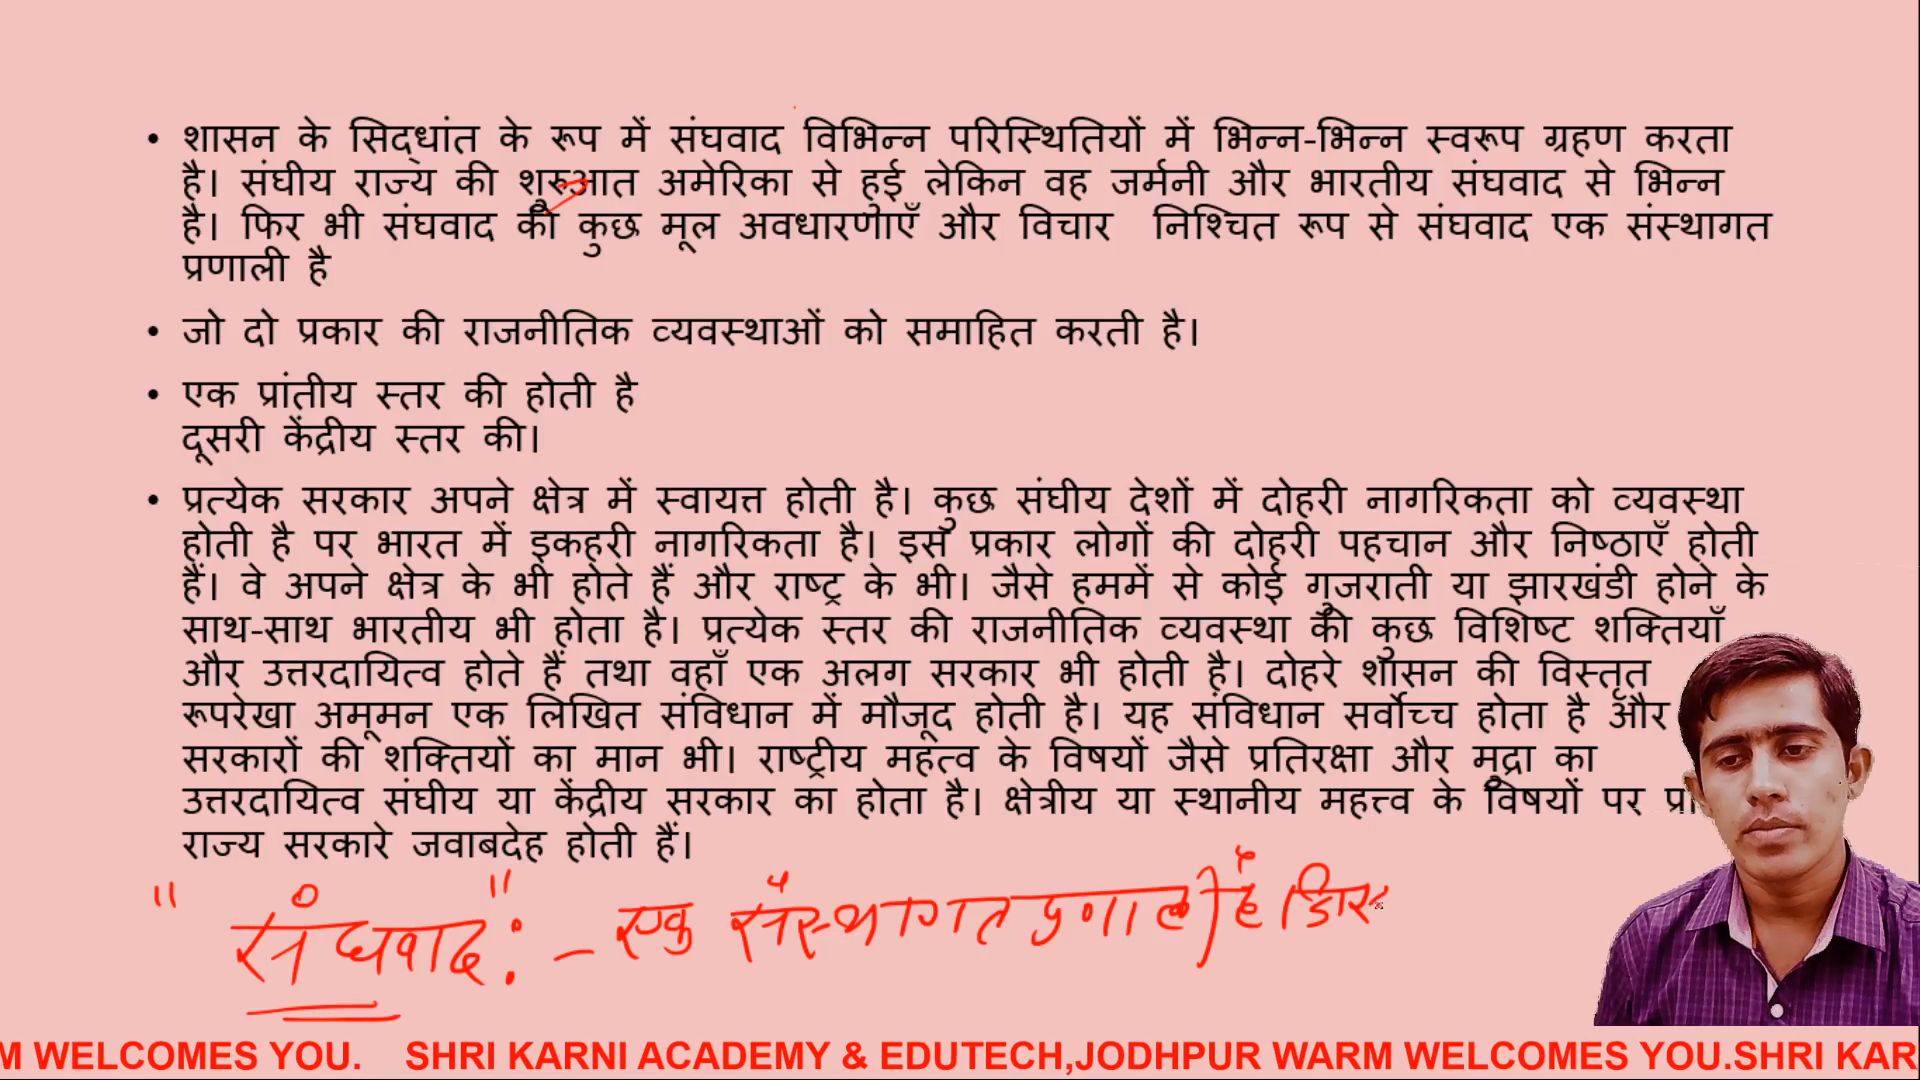 • शासन के सिद्धांत के रूप में संघवाद विभिन्न परिस्थितियों में भिन्न-भिन्न स्वरूप ग्रहण करता
है। संघीय राज्य की शुरुआत अमेरिका से हुई लेकिन वह जर्मनी और भारतीय संघवाद से भिन्न
है। फिर भी संघवाद की कुछ मूल अवधारणाएँ और विचार निश्चित रूप से संघवाद एक संस्थागत
प्रणाली है
• जो दो प्रकार की राजनीतिक व्यवस्थाओं को समाहित करती है।
• एक प्रांतीय स्तर की होती है
दूसरी केंद्रीय स्तर की।
• प्रत्येक सरकार अपने क्षेत्र में स्वायत्त होती है। कुछ संघीय देशों में दोहरी नागरिकता को व्यवस्था
होती है पर भारत में इकहरी नागरिकता है। इस प्रकार लोगों की दोहरी पहचान और निष्ठाएँ होती
हैं। वे अपने क्षेत्र के भी होते हैं और राष्ट्र के भी। जैसे हममें से कोई गुजराती या झारखंडी होने के
साथ-साथ भारतीय भी होता है। प्रत्येक स्तर की राजनीतिक व्यवस्था की कुछ विशिष्ट शक्तियाँ
और उत्तरदायित्व होते हैं तथा वहाँ एक अलग सरकार भी होती है। दोहरे शासन की विस्तृत
रूपरेखा अमूमन एक लिखित संविधान में मौजूद होती है। यह संविधान सर्वोच्च होता है और
सरकारों की शक्तियों का मान भी। राष्ट्रीय महत्व के विषयों जैसे प्रतिरक्षा और मुद्रा का
उत्तरदायित्व संघीय या केंद्रीय सरकार का होता है। क्षेत्रीय या स्थानीय महत्त्व के विषयों पर
राज्य सरकारे जवाबदेह होती हैं।
"संघवाद":- एक संस्थागत प्रणाली है जिस
M WELCOMES YOU. SHRI KARNI ACADEMY & EDUTECH,JODHPUR WARM WELCOMES YOU.SHRI KAR